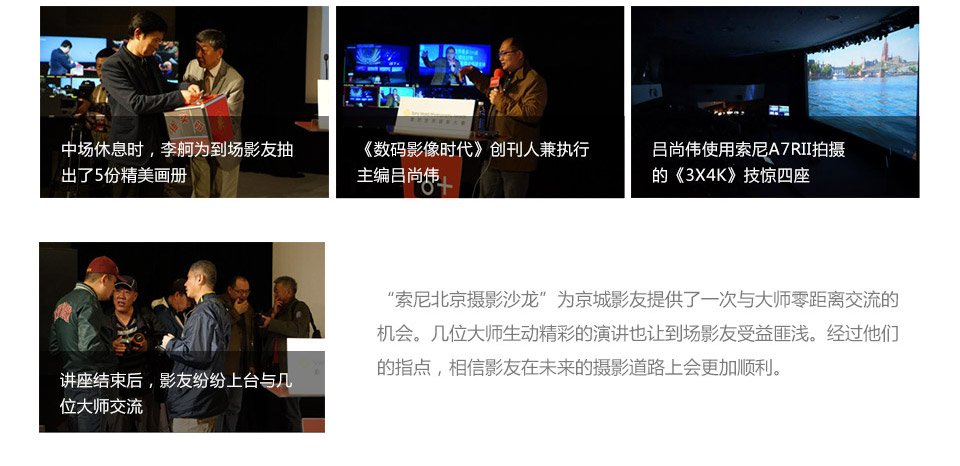 中场休息时，李舸为到场影友抽
出了5份精美画册
《数码影像时代》创刊人兼执行
主编吕尚伟
6+
吕尚伟使用索尼A7RII拍摄
的《3X4K》技惊四座
讲座结束后，影友纷纷上台与几
位大师交流
“索尼北京摄影沙龙”为京城影友提供了一次与大师零距离交流的
机会。几位大师生动精彩的演讲也让到场影友受益匪浅。经过他们
的指点，相信影友在未来的摄影道路上会更加顺利。